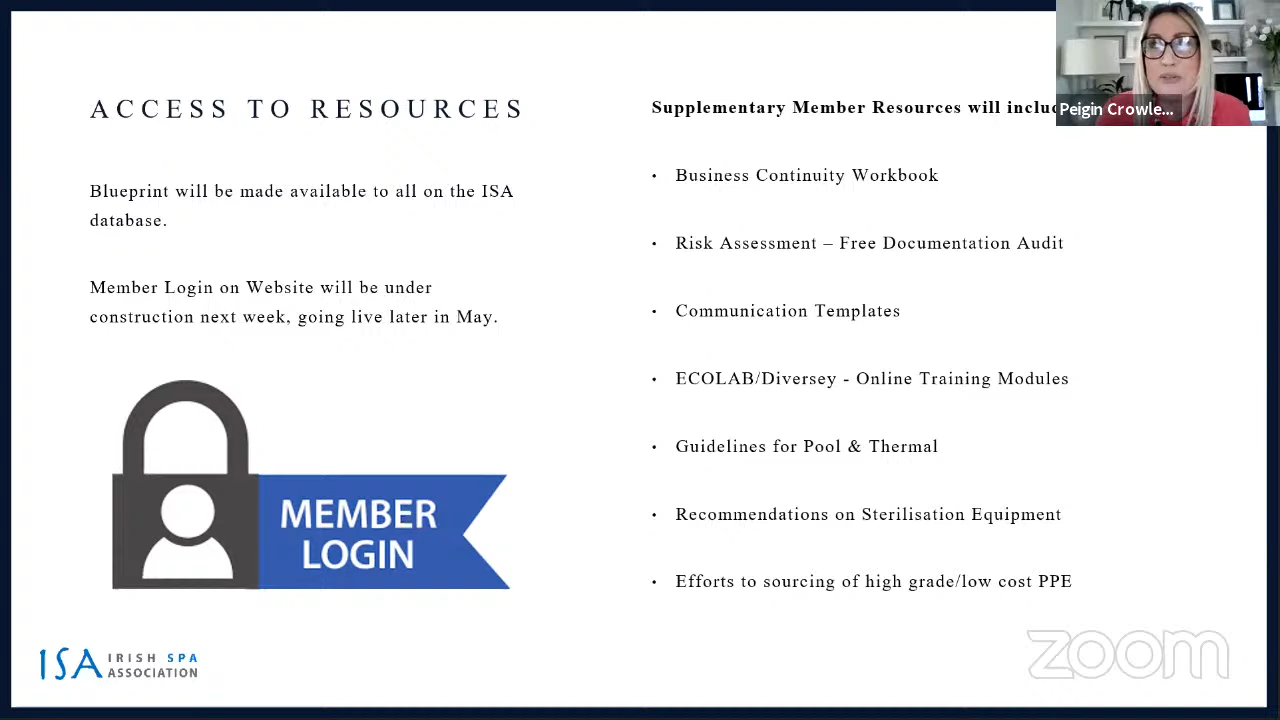 ACCESS TO RESOURCES
Blueprint will be made available to all on the ISA
database.
Member Login on Website will be under
construction next week, going live later in May.
MEMBER
LOGIN
ISA IRISH SPA
ASSOCIATION
Supplementary Member Resources will
• Business Continuity Workbook
• Risk Assessment – Free Documentation Audit
• Communication Templates
• ECOLAB/Diversey - Online Training Modules
• Guidelines for Pool & Thermal
• Recommendations on Sterilisation Equipment
• Efforts to sourcing of high grade/low cost PPE
Peigin Crowle...
zoom